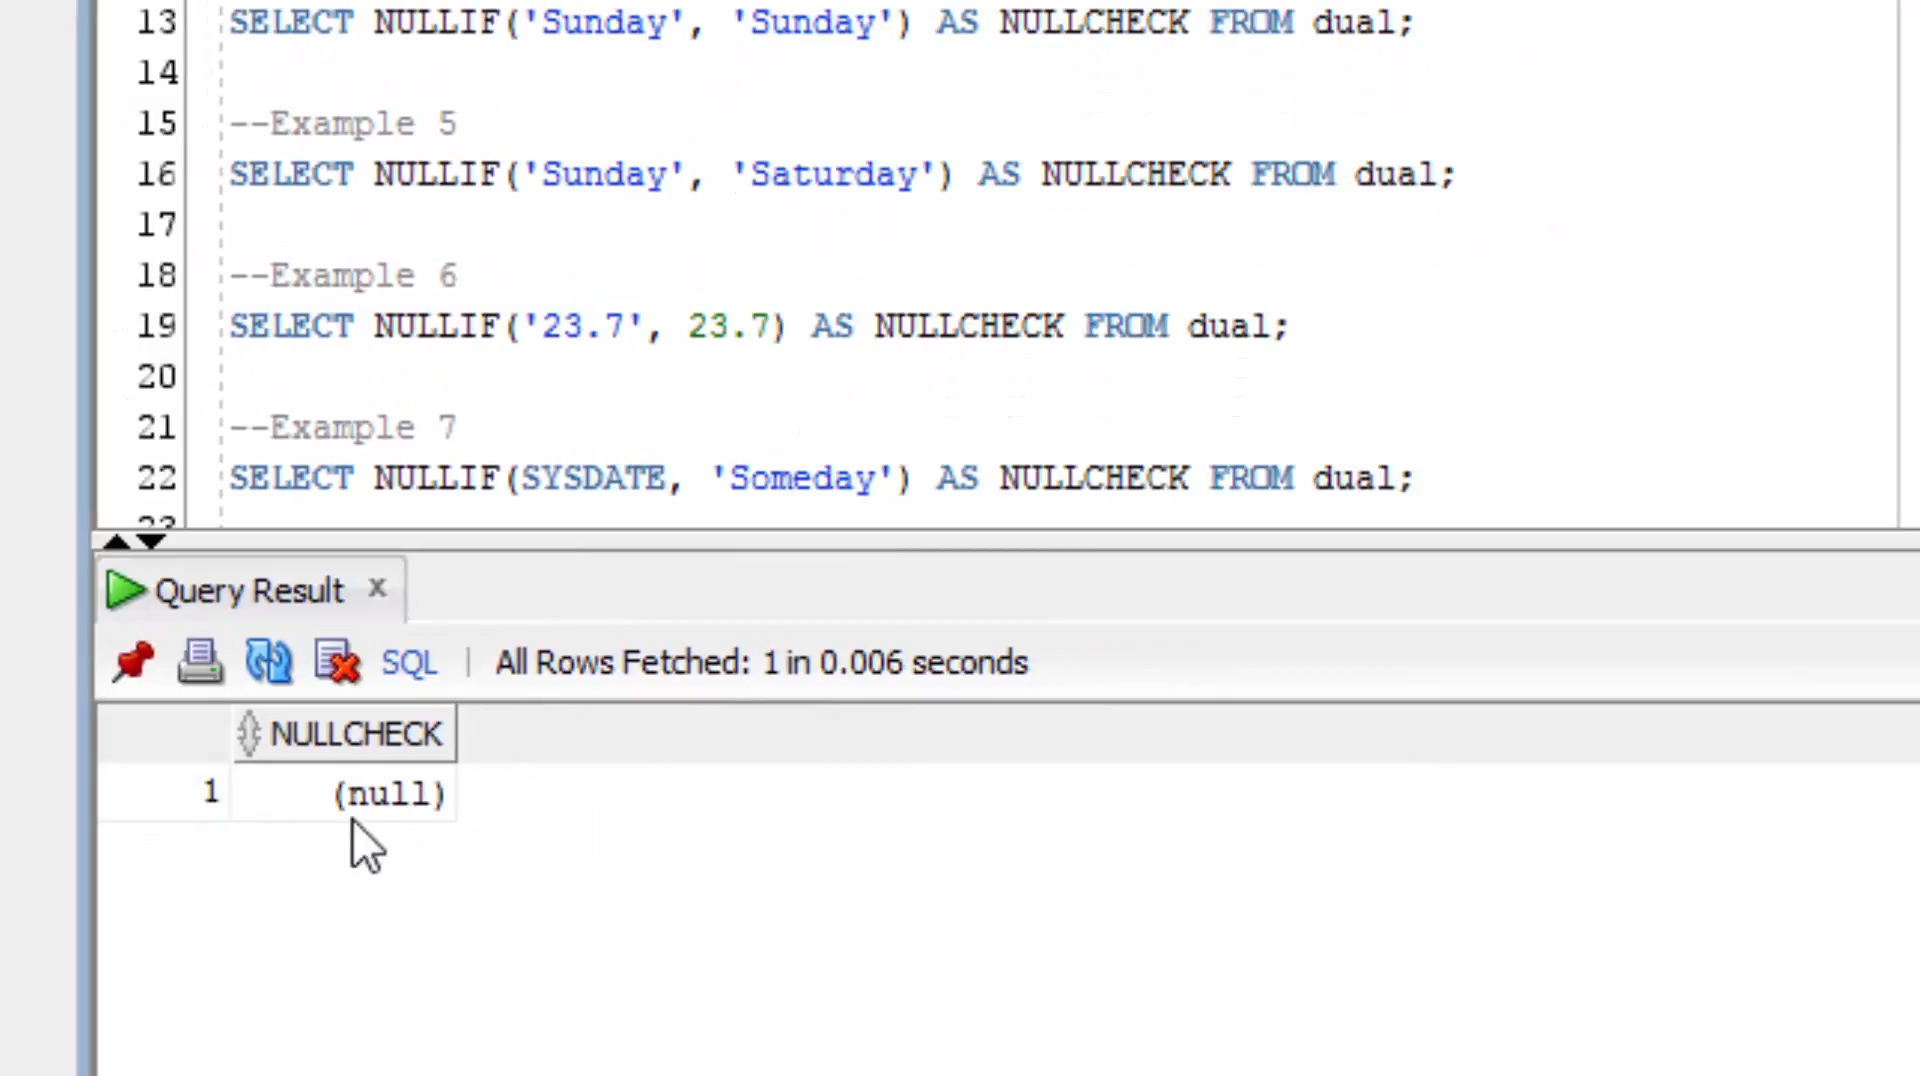 13 SELECT NULLIF('Sunday', 'Sunday') AS NULLCHECK FROM dual;
14
15 --Example 5
16 SELECT NULLIF('Sunday', 'Saturday') AS NULLCHECK FROM dual;
17
18 --Example 6
19 SELECT NULLIF('23.7', 23.7) AS NULLCHECK FROM dual;
20
21 --Example 7
22 SELECT NULLIF(SYSDATE, 'Someday') AS NULLCHECK FROM dual;
23
Query Result x
SQL | All Rows Fetched: 1 in 0.006 seconds
NULLCHECK
1 (null)